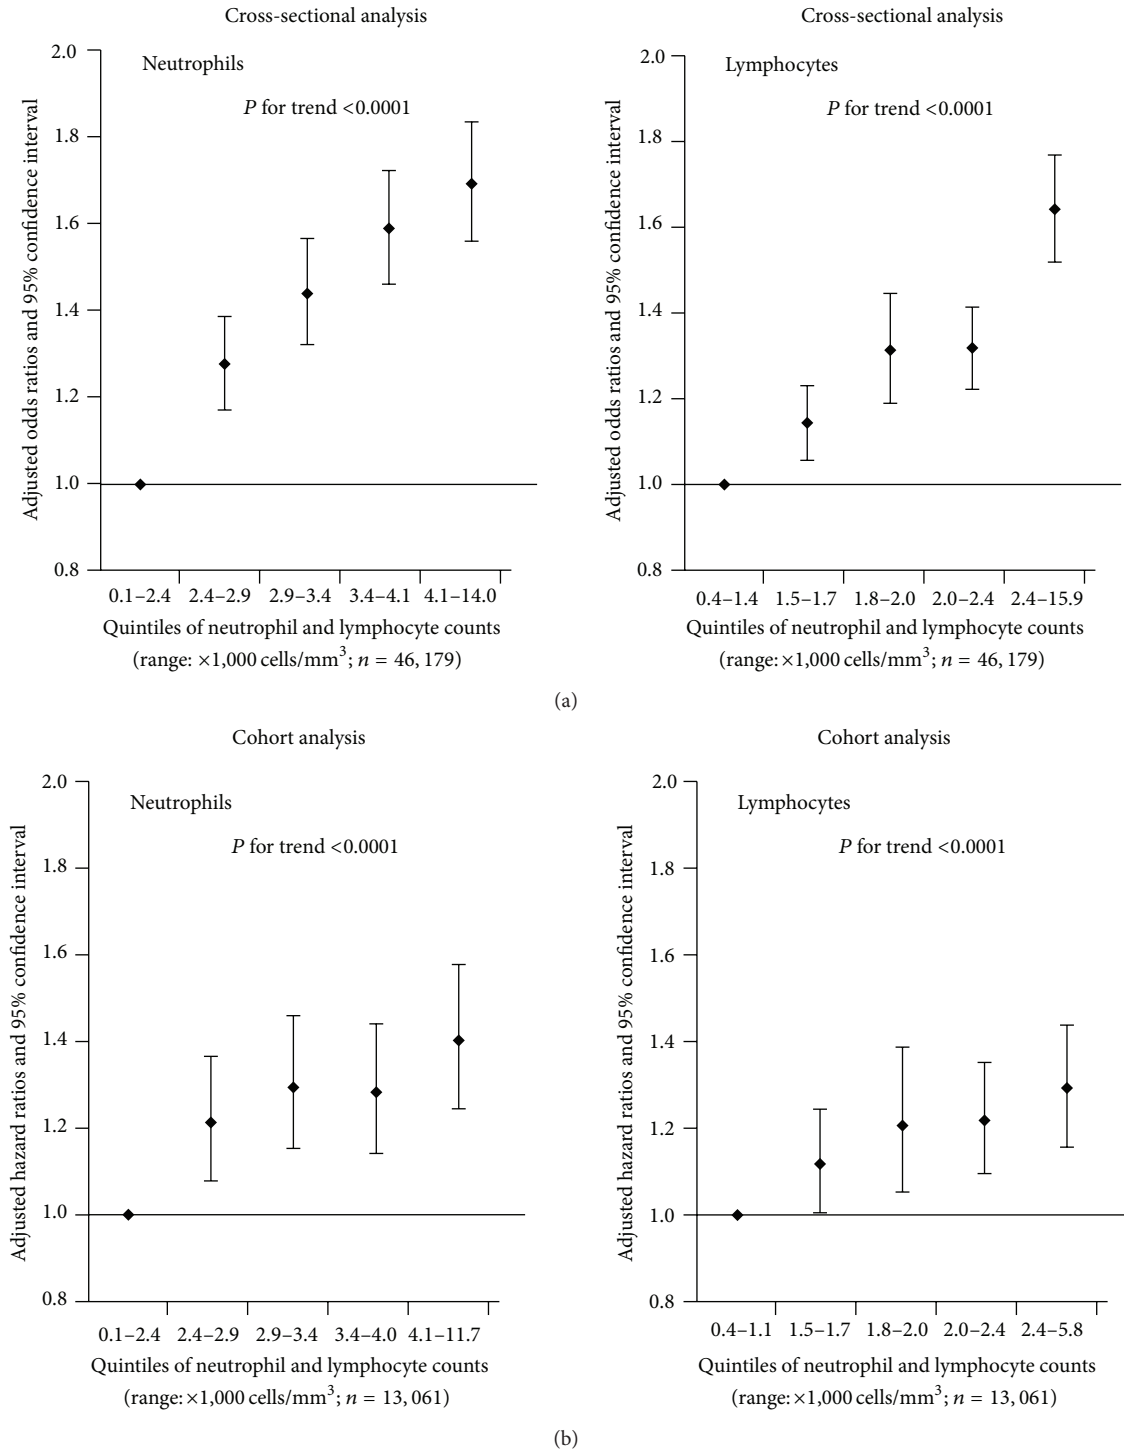 Cross-sectional analysis
Neutrophils
P for trend <0.0001
Adjusted odds ratios and 95% confidence interval
2.0
1.8
1.6
1.4
1.2
1.0
0.8
0.1–2.4 2.4–2.9 2.9–3.4 3.4–4.1 4.1–14.0
Quintiles of neutrophil and lymphocyte counts
(range: ×1,000 cells/mm³; n = 46, 179)
Cross-sectional analysis
Lymphocytes
P for trend <0.0001
Adjusted odds ratios and 95% confidence interval
2.0
1.8
1.6
1.4
1.2
1.0
0.8
0.4–1.4 1.5–1.7 1.8–2.0 2.0–2.4 2.4–15.9
Quintiles of neutrophil and lymphocyte counts
(range: ×1,000 cells/mm³; n = 46, 179)
(a)
Cohort analysis
Neutrophils
P for trend <0.0001
Adjusted hazard ratios and 95% confidence interval
2.0
1.8
1.6
1.4
1.2
1.0
0.8
0.1–2.4 2.4–2.9 2.9–3.4 3.4–4.0 4.1–11.7
Quintiles of neutrophil and lymphocyte counts
(range: ×1,000 cells/mm³; n = 13, 061)
Cohort analysis
Lymphocytes
P for trend <0.0001
Adjusted hazard ratios and 95% confidence interval
2.0
1.8
1.6
1.4
1.2
1.0
0.8
0.4–1.1 1.5–1.7 1.8–2.0 2.0–2.4 2.4–5.8
Quintiles of neutrophil and lymphocyte counts
(range: ×1,000 cells/mm³; n = 13, 061)
(b)